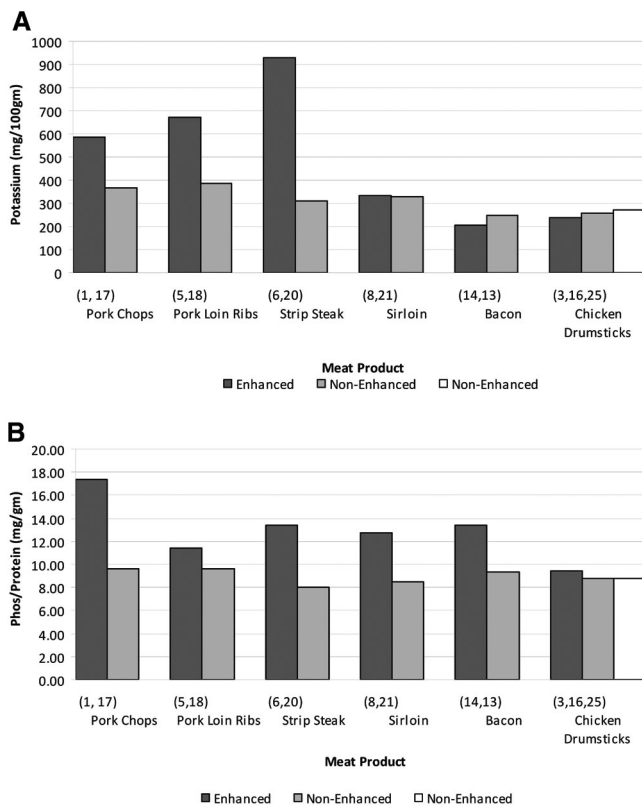 A
1000
900
800
700
600
500
400
300
200
100
0
Potassium (mg/100gm)
(1, 17) (5,18) (6,20) (8,21) (14,13) (3,16,25)
Pork Chops Pork Loin Ribs Strip Steak Sirloin Bacon Chicken
Drumsticks
Meat Product
Enhanced Non-Enhanced Non-Enhanced
B
20.00
18.00
16.00
14.00
12.00
10.00
8.00
6.00
4.00
2.00
0.00
Phos/Protein (mg/gm)
(1, 17) (5,18) (6,20) (8,21) (14,13) (3,16,25)
Pork Chops Pork Loin Ribs Strip Steak Sirloin Bacon Chicken
Drumsticks
Meat Product
Enhanced Non-Enhanced Non-Enhanced